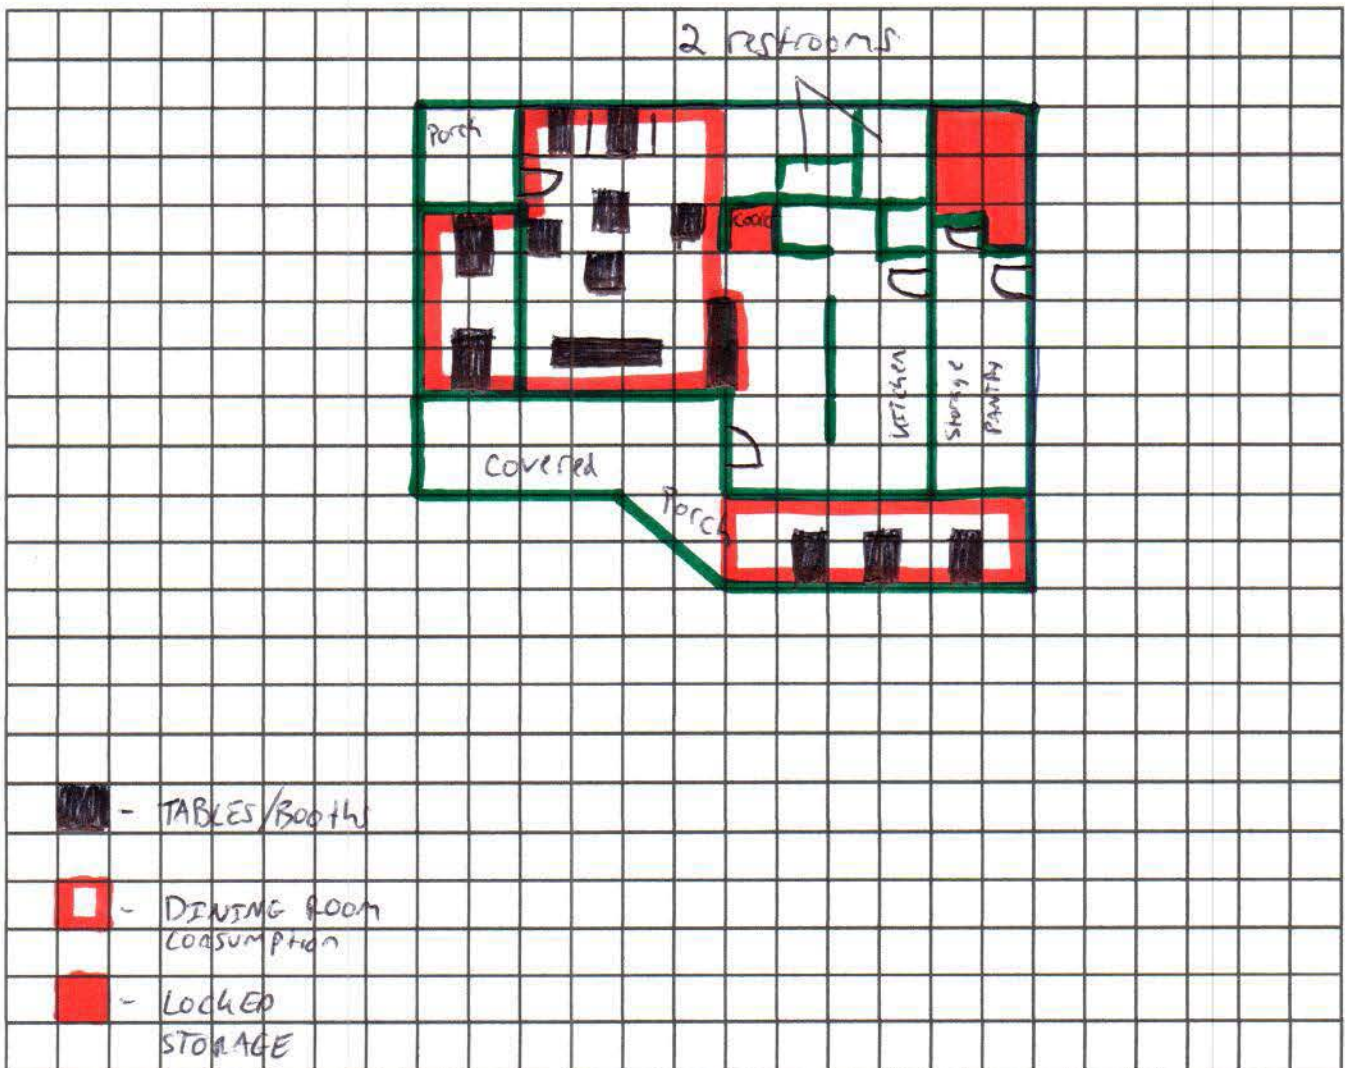 2 restrooms
Porch
Cooler
Kitchen
Storage
PANTRY
Covered
Porch
- TABLES/Booths
- DINING ROOM
Consumption
- LOCKED
STORAGE